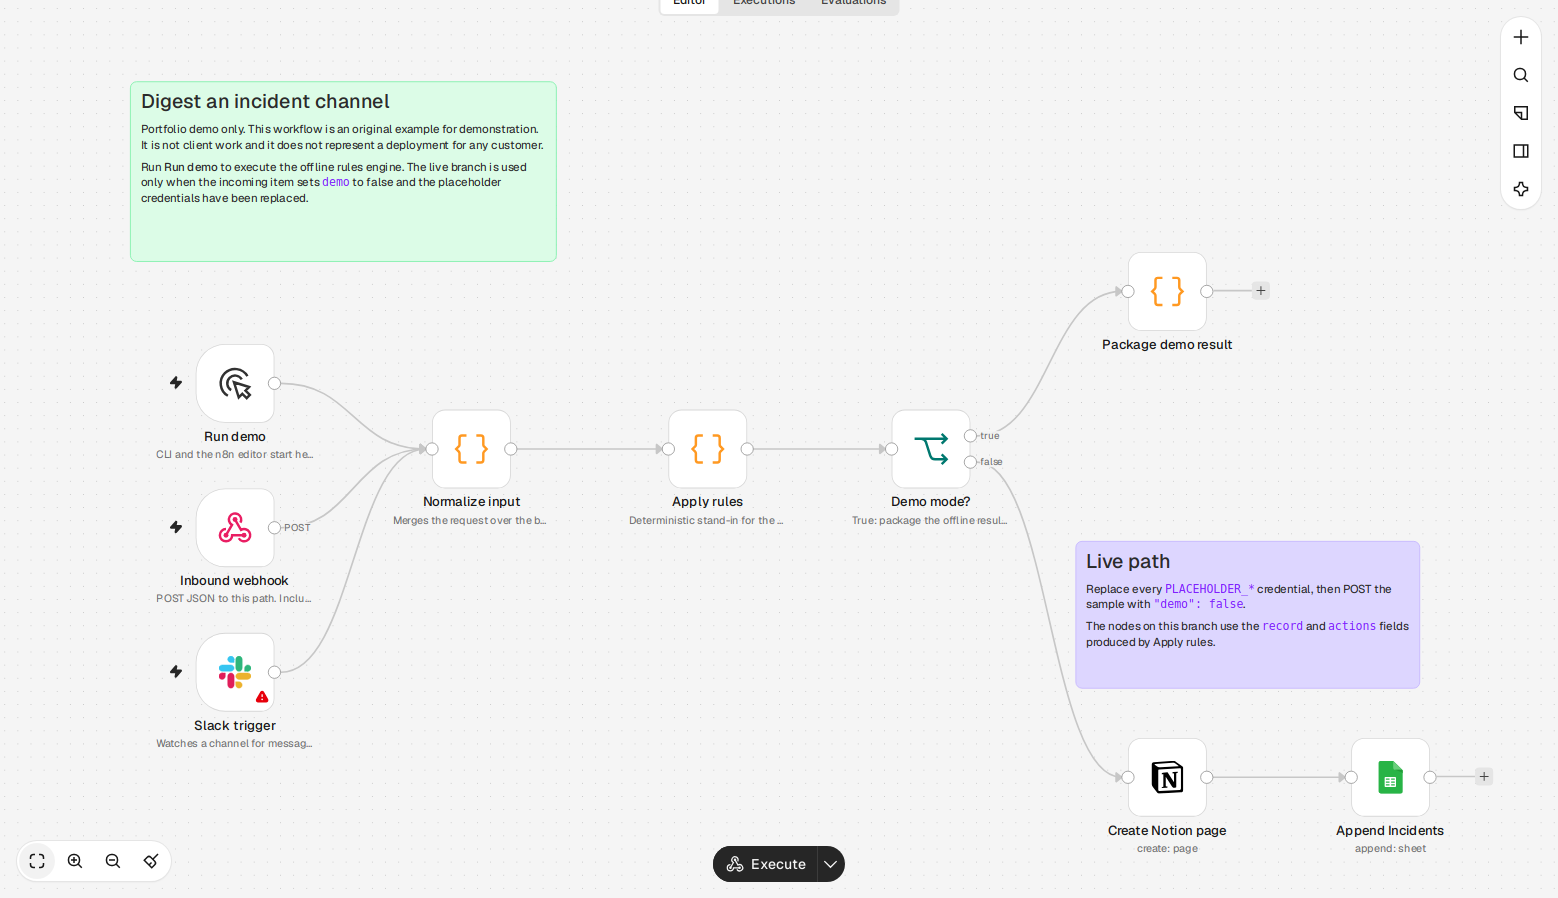 Editor
Executions
Evaluations
Digest an incident channel
Portfolio demo only. This workflow is an original example for demonstration.
It is not client work and it does not represent a deployment for any customer.
Run Run demo to execute the offline rules engine. The live branch is used
only when the incoming item sets demo to false and the placeholder
credentials have been replaced.
Package demo result
Run demo
CLI and the n8n editor start he...
Normalize input
Merges the request over the b...
Apply rules
Deterministic stand-in for the ...
true
false
Demo mode?
True: package the offline resul...
POST
Inbound webhook
POST JSON to this path. Inclu...
Live path
Replace every PLACEHOLDER_* credential, then POST the
sample with "demo": false.
The nodes on this branch use the record and actions fields
produced by Apply rules.
Slack trigger
Watches a channel for messag...
Create Notion page
create: page
Append Incidents
append: sheet
Execute